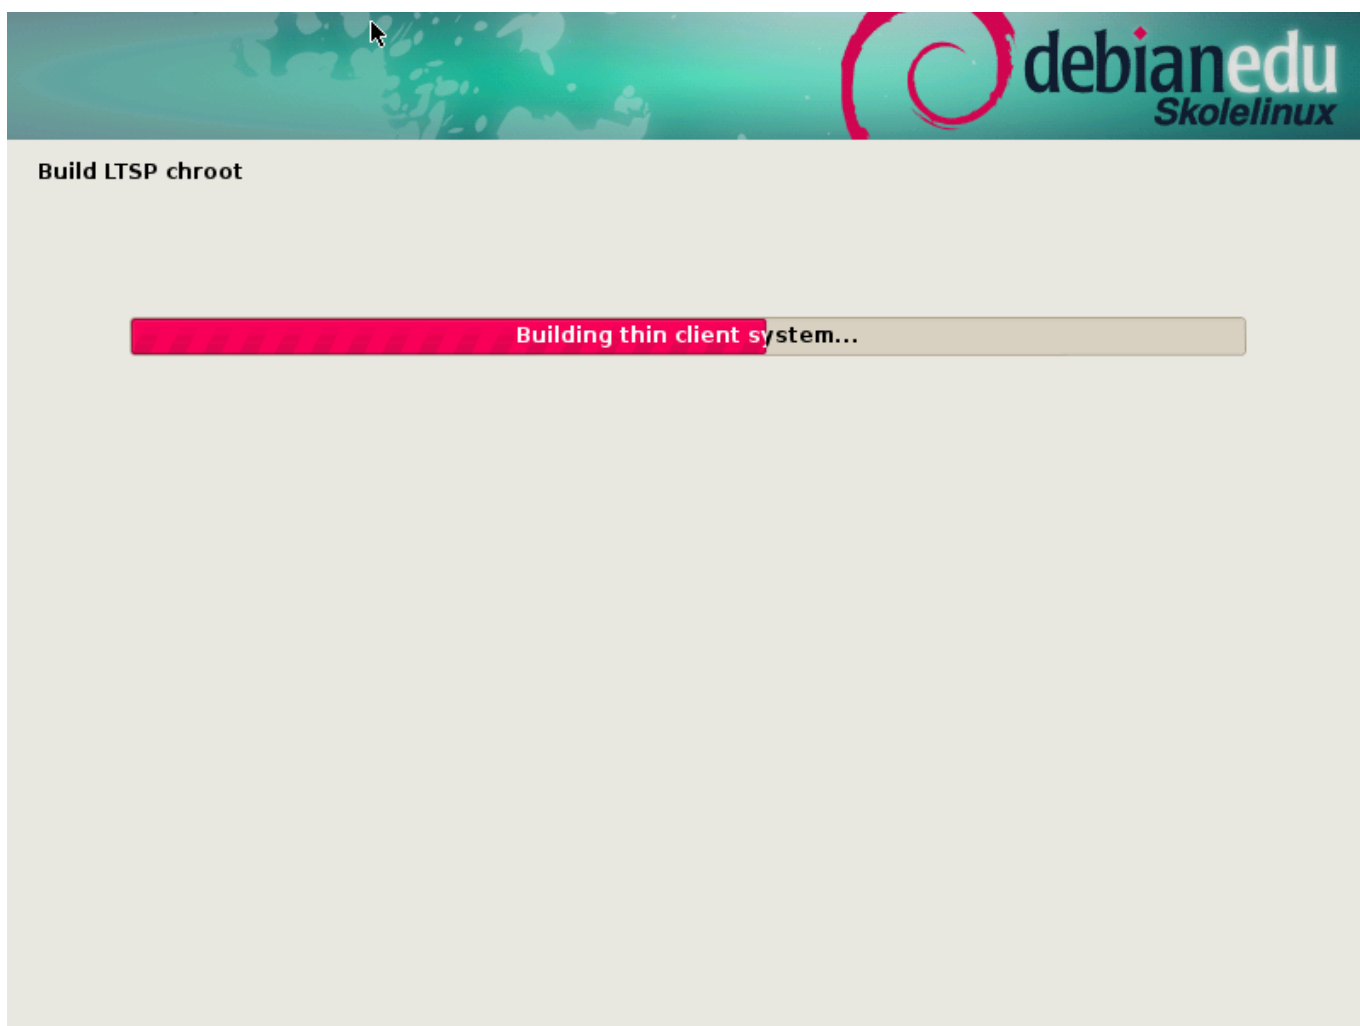 debianedu
Skolelinux
Build LTSP chroot
Building thin client system...